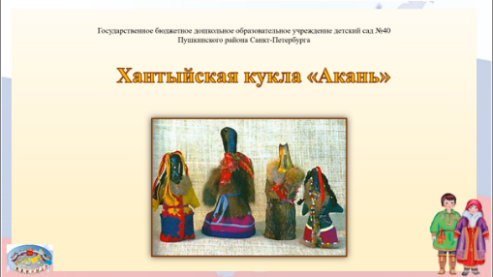 Государственное бюджетное дошкольное образовательное учреждение детский сад №40
Пушкинского района Санкт-Петербурга
Хантыйская кукла «Акань»